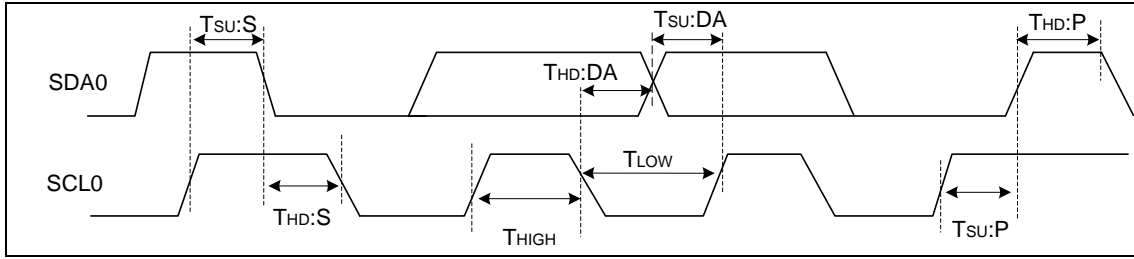 TSU:S
TSU:DA
THD:P
SDA0
THD:DA
SCL0
TLOW
THD:S
THIGH
TSU:P